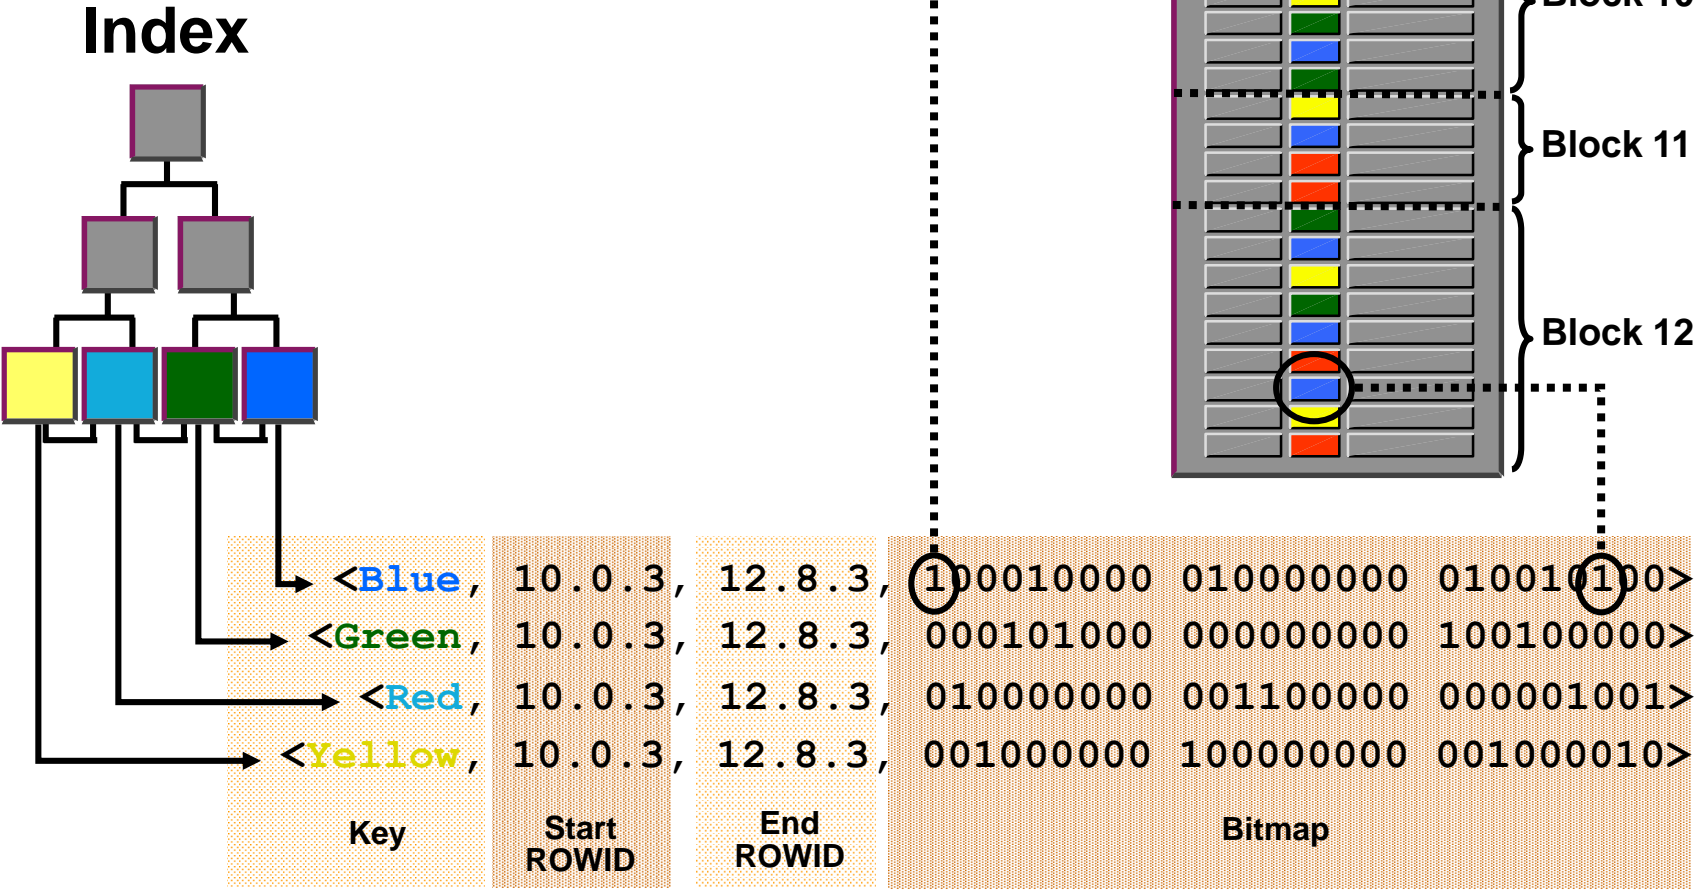 Index
Block 11
Block 12
<Blue, 10.0.3, 12.8.3, 100010000 010000000 010010100>
<Green, 10.0.3, 12.8.3, 000101000 000000000 100100000>
<Red, 10.0.3, 12.8.3, 010000000 001100000 000001001>
<Yellow, 10.0.3, 12.8.3, 001000000 100000000 001000010>
Key
Start
ROWID
End
ROWID
Bitmap